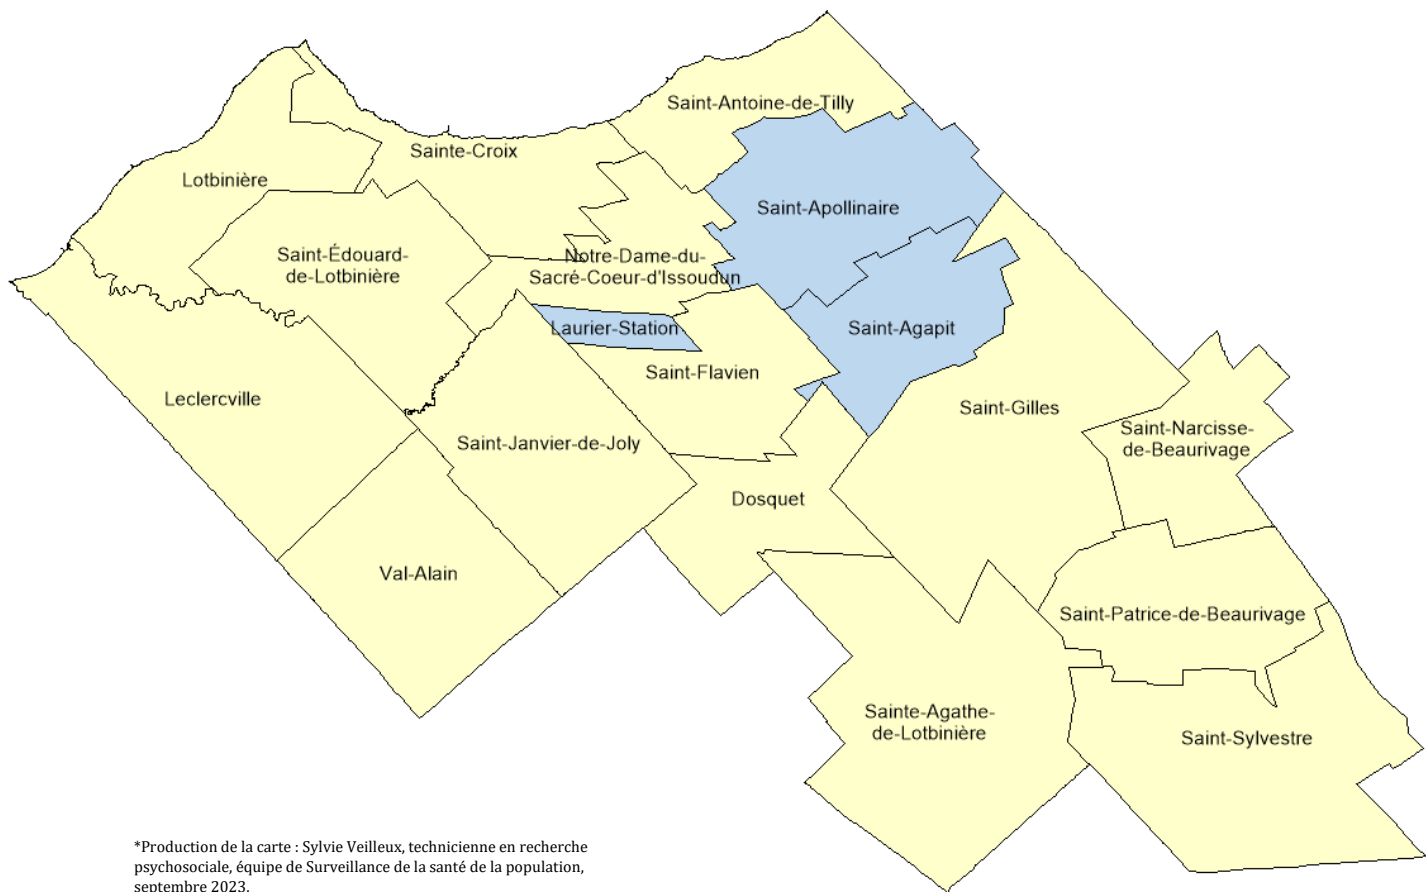 Saint-Antoine-de-Tilly
Sainte-Croix
Lotbinière
Saint-Apollinaire
Saint-Édouard-
de-Lotbinière
Notre-Dame-du-
Sacré-Coeur-d'Issoudun
Laurier-Station
Saint-Agapit
Saint-Flavien
Leclercville
Saint-Gilles
Saint-Narcisse-
de-Beaurivage
Saint-Janvier-de-Joly
Dosquet
Val-Alain
Saint-Patrice-de-Beaurivage
Sainte-Agathe-
de-Lotbinière
Saint-Sylvestre
*Production de la carte : Sylvie Veilleux, technicienne en recherche
psychosociale, équipe de Surveillance de la santé de la population,
septembre 2023.